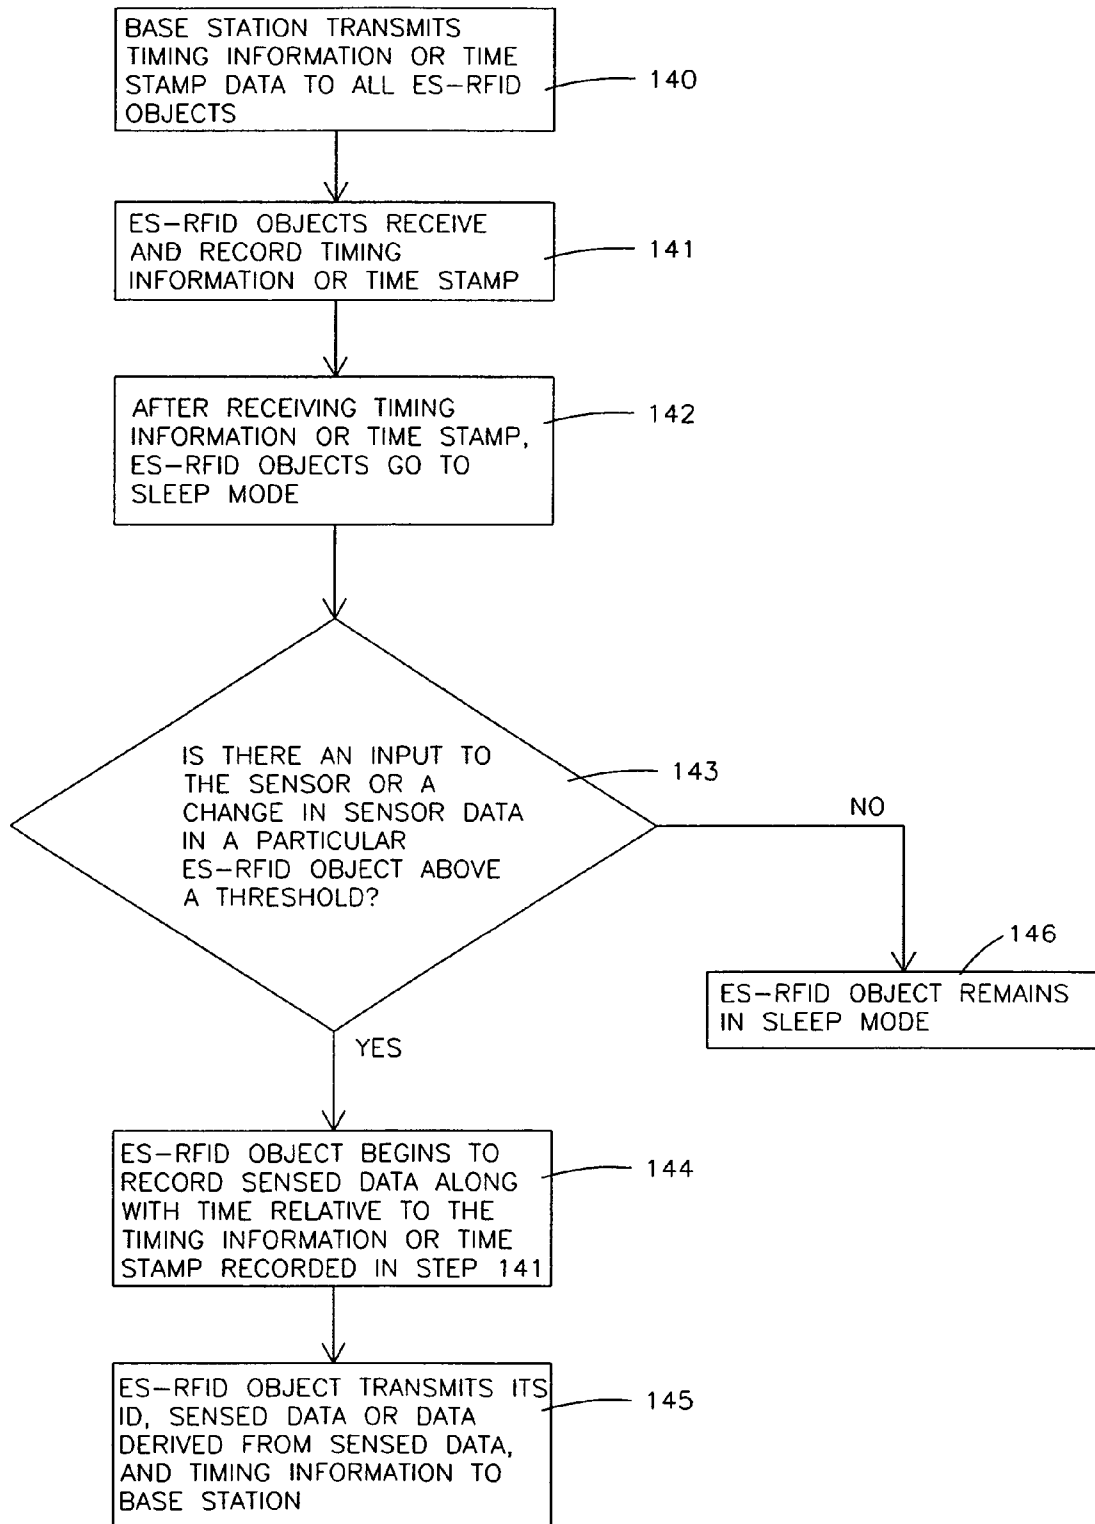 BASE STATION TRANSMITS
TIMING INFORMATION OR TIME
STAMP DATA TO ALL ES-RFID
OBJECTS
140
ES-RFID OBJECTS RECEIVE
AND RECORD TIMING
INFORMATION OR TIME STAMP
141
AFTER RECEIVING TIMING
INFORMATION OR TIME STAMP,
ES-RFID OBJECTS GO TO
SLEEP MODE
142
IS THERE AN INPUT TO
THE SENSOR OR A
CHANGE IN SENSOR DATA
IN A PARTICULAR
ES-RFID OBJECT ABOVE
A THRESHOLD?
143
NO
146
ES-RFID OBJECT REMAINS
IN SLEEP MODE
YES
ES-RFID OBJECT BEGINS TO
RECORD SENSED DATA ALONG
WITH TIME RELATIVE TO THE
TIMING INFORMATION OR TIME
STAMP RECORDED IN STEP 141
144
ES-RFID OBJECT TRANSMITS ITS
ID, SENSED DATA OR DATA
DERIVED FROM SENSED DATA,
AND TIMING INFORMATION TO
BASE STATION
145